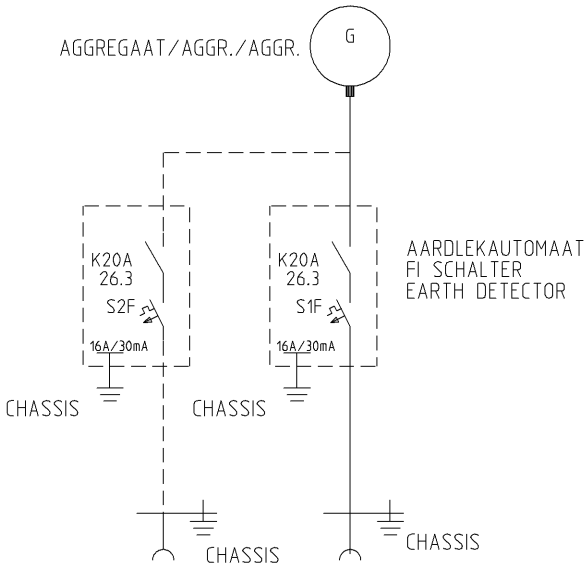 G
AGGREGAAT/AGGR./AGGR.
K20A
26.3
S2F
16A/30mA
K20A
26.3
S1F
16A/30mA
AARDLEKAUTOMAAT
FI SCHALTER
EARTH DETECTOR
CHASSIS
CHASSIS
CHASSIS
CHASSIS